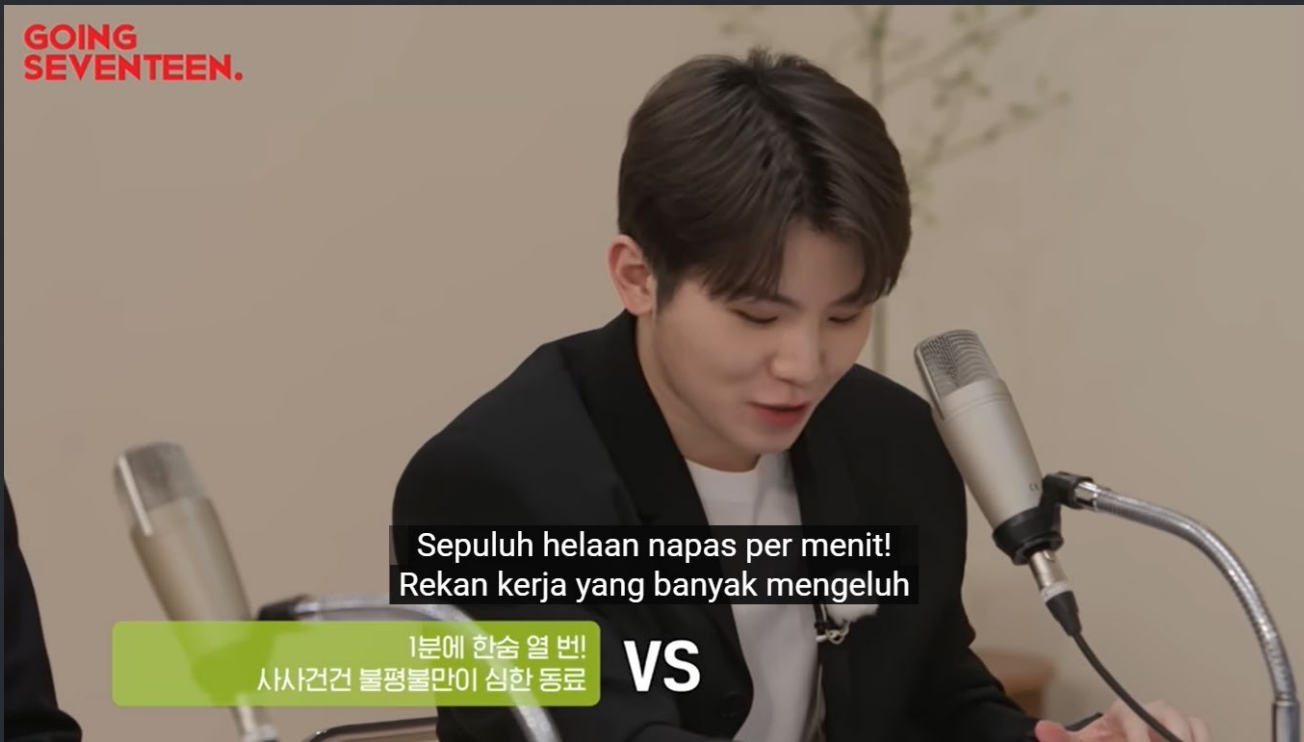 GOING
SEVENTEEN.
Sepuluh helaan napas per menit!
Rekan kerja yang banyak mengeluh
1분에 한숨 열 번!
사사건건 불평불만이 심한 동료
VS